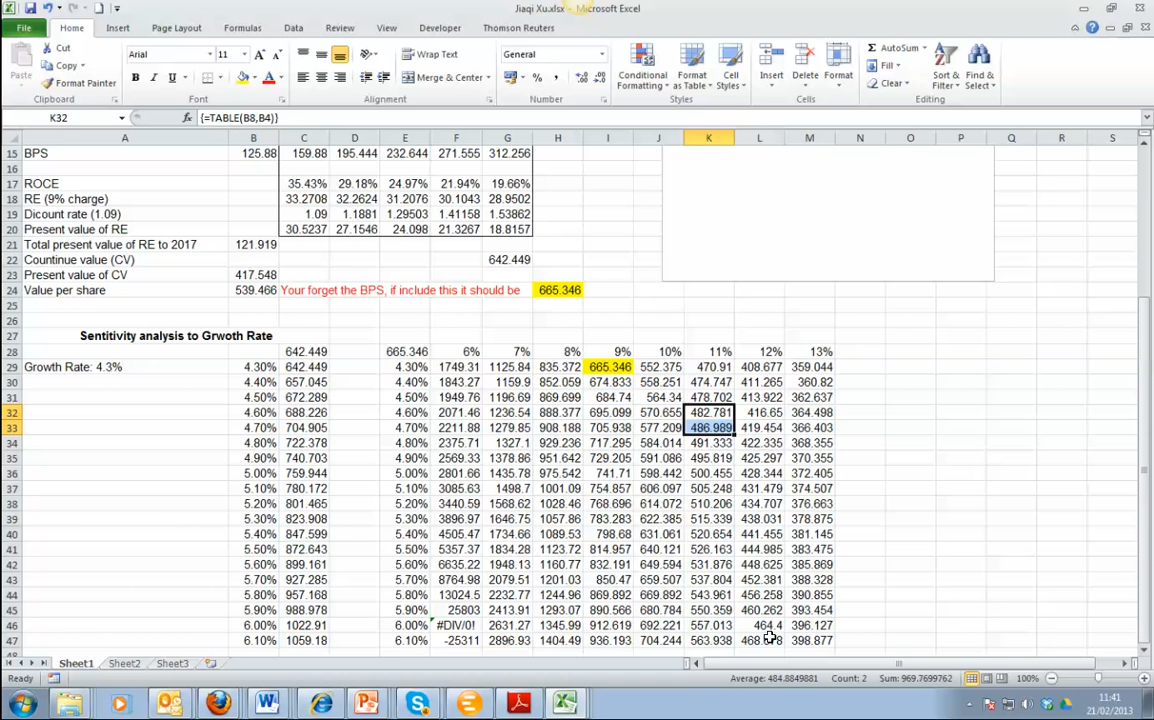 Jiaqi Xu.xlsx - Microsoft Excel
File Home Insert Page Layout Formulas Data Review View Developer Thomson Reuters
Cut Arial 11 Wrap Text General AutoSum
Copy Fill
Paste Format Painter Merge & Center Conditional Formatting Format as Table Cell Styles Insert Delete Format Clear Sort & Filter Find & Select
Clipboard Font Alignment Number Styles Cells Editing
K32 fx {=TABLE(B8,B4)}
A B C D E F G H I J K L M N O P Q R S
15 BPS 125.88 159.88 195.444 232.644 271.555 312.256
16
17 ROCE 35.43% 29.18% 24.97% 21.94% 19.66%
18 RE (9% charge) 33.2708 32.2624 31.2076 30.1043 28.9502
19 Dicount rate (1.09) 1.09 1.1881 1.29503 1.41158 1.53862
20 Present value of RE 30.5237 27.1546 24.098 21.3267 18.8157
21 Total present value of RE to 2017 121.919
22 Countinue value (CV) 642.449
23 Present value of CV 417.548
24 Value per share 539.466 Your forget the BPS, if include this it should be 665.346
25
26
27 Sentitivity analysis to Grwoth Rate
28 642.449 665.346 6% 7% 8% 9% 10% 11% 12% 13%
29 Growth Rate: 4.3% 4.30% 642.449 4.30% 1749.31 1125.84 835.372 665.346 552.375 470.91 408.677 359.044
30 4.40% 657.045 4.40% 1843.27 1159.9 852.059 674.833 558.251 474.747 411.265 360.82
31 4.50% 672.289 4.50% 1949.76 1196.69 869.699 684.74 564.34 478.702 413.922 362.637
32 4.60% 688.226 4.60% 2071.46 1236.54 888.377 695.099 570.655 482.781 416.65 364.498
33 4.70% 704.905 4.70% 2211.88 1279.85 908.188 705.938 577.209 486.989 419.454 366.403
34 4.80% 722.378 4.80% 2375.71 1327.1 929.236 717.295 584.014 491.333 422.335 368.355
35 4.90% 740.703 4.90% 2569.33 1378.86 951.642 729.205 591.086 495.819 425.297 370.355
36 5.00% 759.944 5.00% 2801.66 1435.78 975.542 741.71 598.442 500.455 428.344 372.405
37 5.10% 780.172 5.10% 3085.63 1498.7 1001.09 754.857 606.097 505.248 431.479 374.507
38 5.20% 801.465 5.20% 3440.59 1568.62 1028.46 768.696 614.072 510.206 434.707 376.663
39 5.30% 823.908 5.30% 3896.97 1646.75 1057.86 783.283 622.385 515.339 438.031 378.875
40 5.40% 847.599 5.40% 4505.47 1734.66 1089.53 798.68 631.061 520.654 441.455 381.145
41 5.50% 872.643 5.50% 5357.37 1834.28 1123.72 814.957 640.121 526.163 444.985 383.475
42 5.60% 899.161 5.60% 6635.22 1948.13 1160.77 832.191 649.594 531.876 448.625 385.869
43 5.70% 927.285 5.70% 8764.98 2079.51 1201.03 850.47 659.507 537.804 452.381 388.328
44 5.80% 957.168 5.80% 13024.5 2232.77 1244.96 869.892 669.892 543.961 456.258 390.855
45 5.90% 988.978 5.90% 25803 2413.91 1293.07 890.566 680.784 550.359 460.262 393.454
46 6.00% 1022.91 6.00% #DIV/0! 2631.27 1345.99 912.619 692.221 557.013 464.4 396.127
47 6.10% 1059.18 6.10% -25311 2896.93 1404.49 936.193 704.244 563.938 398.877
Sheet1 Sheet2 Sheet3
Ready Average: 484.8849881 Count: 2 Sum: 969.7699762 100%
11:41
21/02/2013